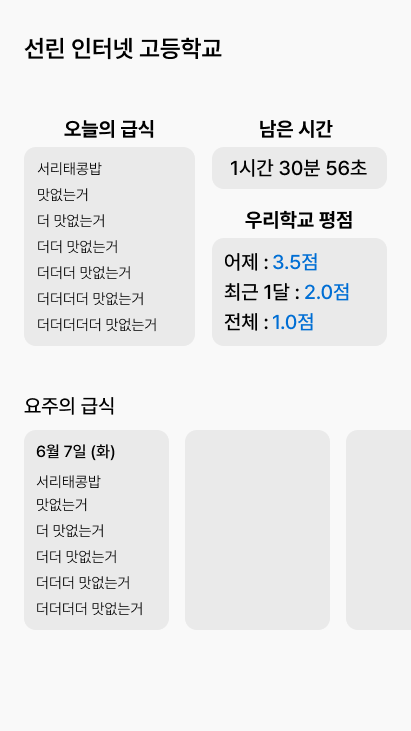 선린 인터넷 고등학교
오늘의 급식
서리태콩밥
맛없는거
더 맛없는거
더더 맛없는거
더더더 맛없는거
더더더더 맛없는거
더더더더더 맛없는거
남은 시간
1시간 30분 56초
우리학교 평점
어제 : 3.5점
최근 1달 : 2.0점
전체 : 1.0점
요주의 급식
6월 7일 (화)
서리태콩밥
맛없는거
더 맛없는거
더더 맛없는거
더더더 맛없는거
더더더더 맛없는거